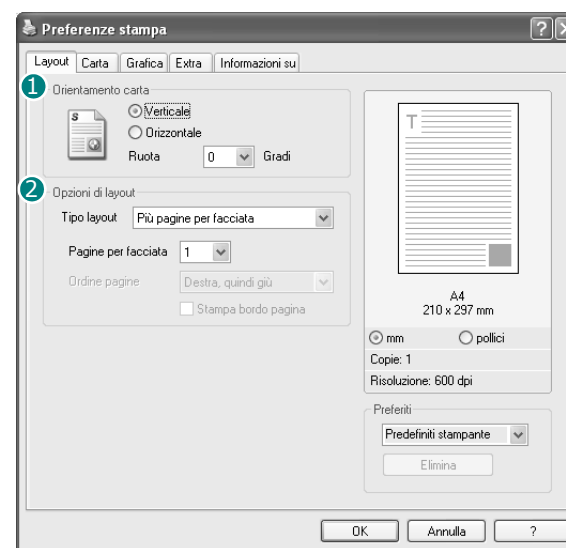 Preferenze stampa
Layout Carta Grafica Extra Informazioni su
1 Orientamento carta
S
Verticale
Orizzontale
Ruota 0 Gradi
2 Opzioni di layout
Tipo layout Più pagine per facciata
Pagine per facciata 1
Ordine pagine Destra, quindi giù
Stampa bordo pagina
T
A4
210 x 297 mm
mm pollici
Copie: 1
Risoluzione: 600 dpi
Preferiti
Predefiniti stampante
Elimina
OK Annulla ?